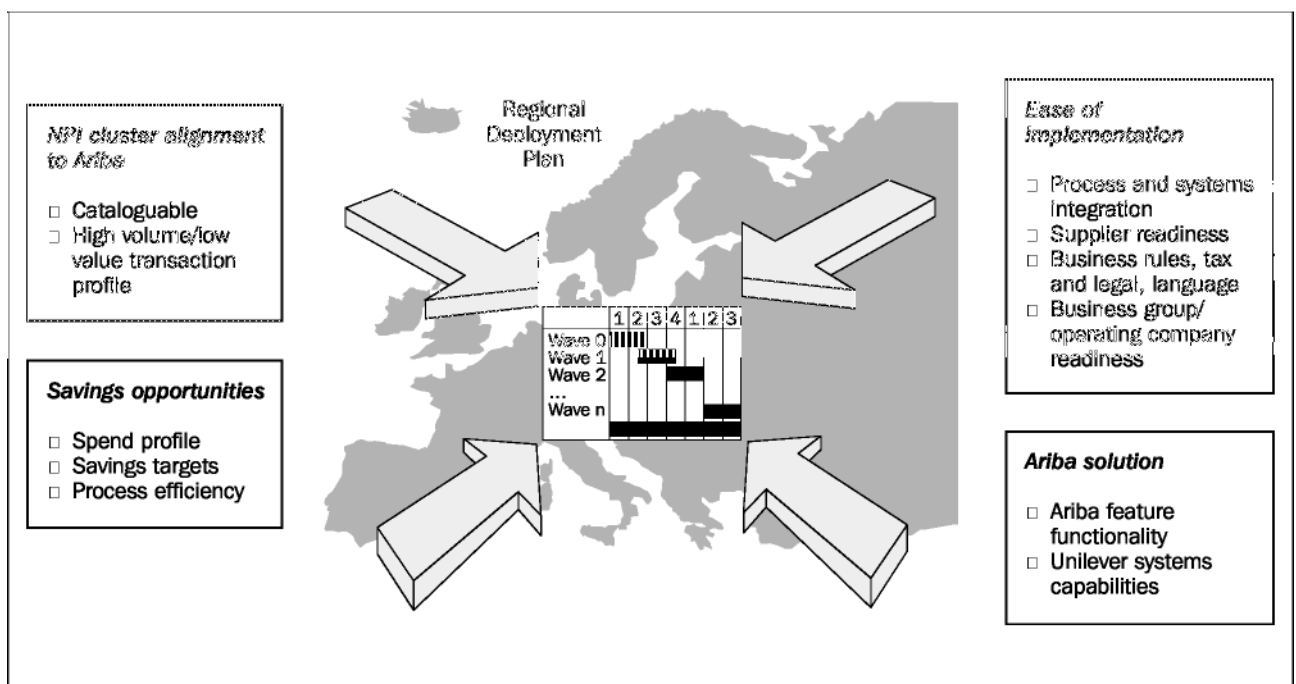 Regional
Deployment
Plan
NPI cluster alignment
to Ariba
□ Cataloguable
□ High volume/low
value transaction
profile
Savings opportunities
□ Spend profile
□ Savings targets
□ Process efficiency
1 2 3 4 1 2 3
Wave 0
Wave 1
Wave 2
...
Wave n
Ease of
implementation
□ Process and systems
integration
□ Supplier readiness
□ Business rules, tax
and legal, language
□ Business group/
operating company
readiness
Ariba solution
□ Ariba feature
functionality
□ Unilever systems
capabilities